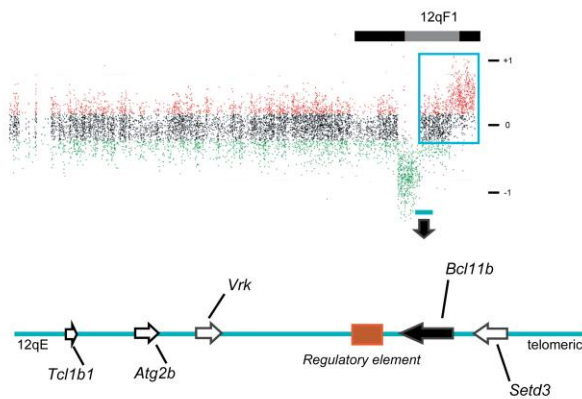 12qF1
+1
0
-1
Bcl11b
Vrk
12qE
telomeric
Regulatory element
Tcl1b1
Atg2b
Setd3